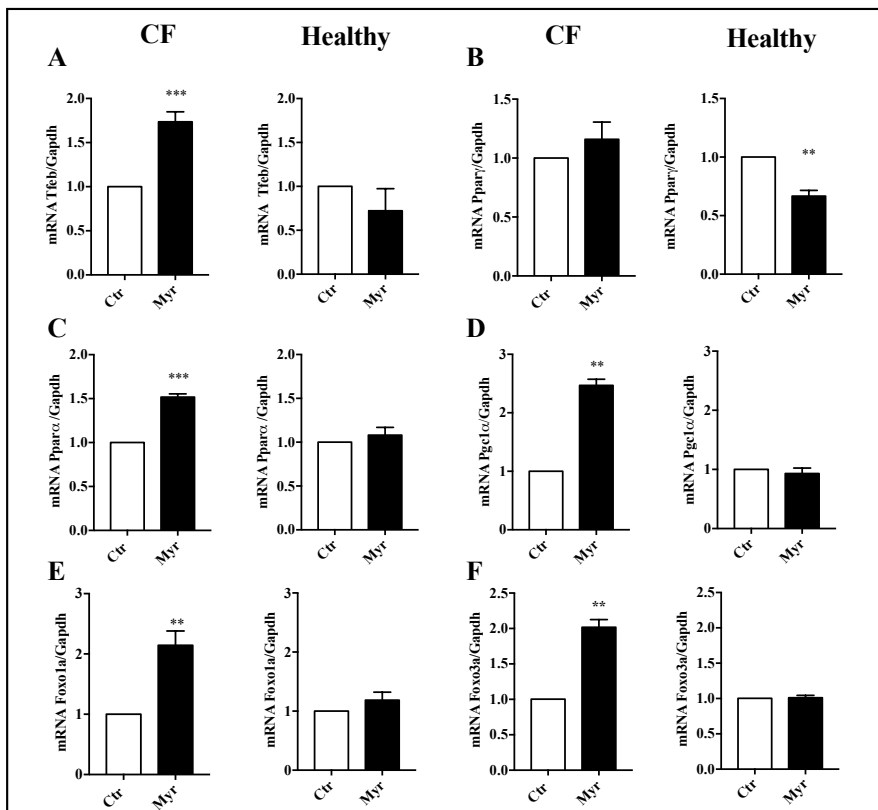 CF
Healthy
CF
Healthy
A
mRNA Tfeb/Gapdh
2.0
1.5
1.0
0.5
0.0
***
Ctr
Myr
mRNA Tfeb/Gapdh
2.0
1.5
1.0
0.5
0.0
Ctr
Myr
B
mRNA Pparγ/Gapdh
1.5
1.0
0.5
0.0
Ctr
Myr
mRNA Pparγ/Gapdh
1.5
1.0
0.5
0.0
**
Ctr
Myr
C
mRNA Pparα/Gapdh
2.0
1.5
1.0
0.5
0.0
***
Ctr
Myr
mRNA Pparα/Gapdh
2.0
1.5
1.0
0.5
0.0
Ctr
Myr
D
mRNA Pgc1α/Gapdh
3
2
1
0
**
Ctr
Myr
mRNA Pgc1α/Gapdh
3
2
1
0
Ctr
Myr
E
mRNA Foxo1a/Gapdh
3
2
1
0
**
Ctr
Myr
mRNA Foxo1a/Gapdh
3
2
1
0
Ctr
Myr
F
mRNA Foxo3a/Gapdh
2.5
2.0
1.5
1.0
0.5
0.0
**
Ctr
Myr
mRNA Foxo3a/Gapdh
2.5
2.0
1.5
1.0
0.5
0.0
Ctr
Myr